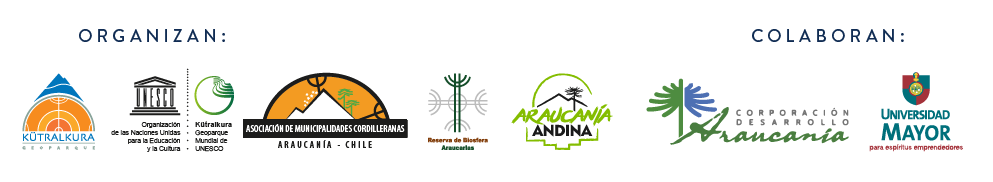 ORGANIZAN:
COLABORAN:
KÜTRALKURA
GEOPARQUE
UNESCO
Organización
de las Naciones Unidas
para la Educación
y la Cultura
Kütralkura
Geoparque
Mundial de
UNESCO
ASOCIACIÓN DE MUNICIPALIDADES CORDILLERANAS
ARAUCANÍA - CHILE
Reserva de Biosfera
Araucarias
ARAUCANÍA
ANDINA
CORPORACIÓN
DESARROLLO
Araucanía
UNIVERSIDAD
MAYOR
para espíritus emprendedores